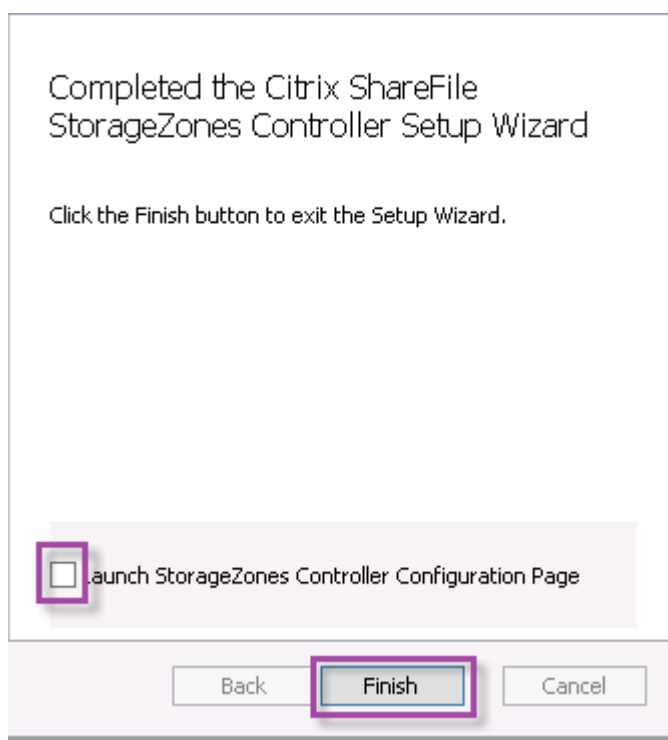 Completed the Citrix ShareFile
StorageZones Controller Setup Wizard
Click the Finish button to exit the Setup Wizard.
Launch StorageZones Controller Configuration Page
Back
Finish
Cancel